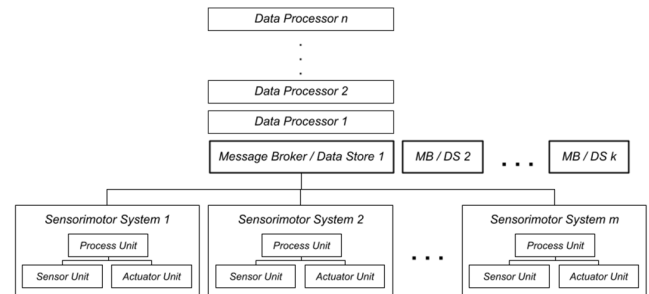 Data Processor n
.
.
.
Data Processor 2
Data Processor 1
Message Broker / Data Store 1 MB / DS 2 . . . MB / DS k
Sensorimotor System 1 Sensorimotor System 2 Sensorimotor System m
Process Unit Process Unit . . . Process Unit
Sensor Unit Actuator Unit Sensor Unit Actuator Unit Sensor Unit Actuator Unit